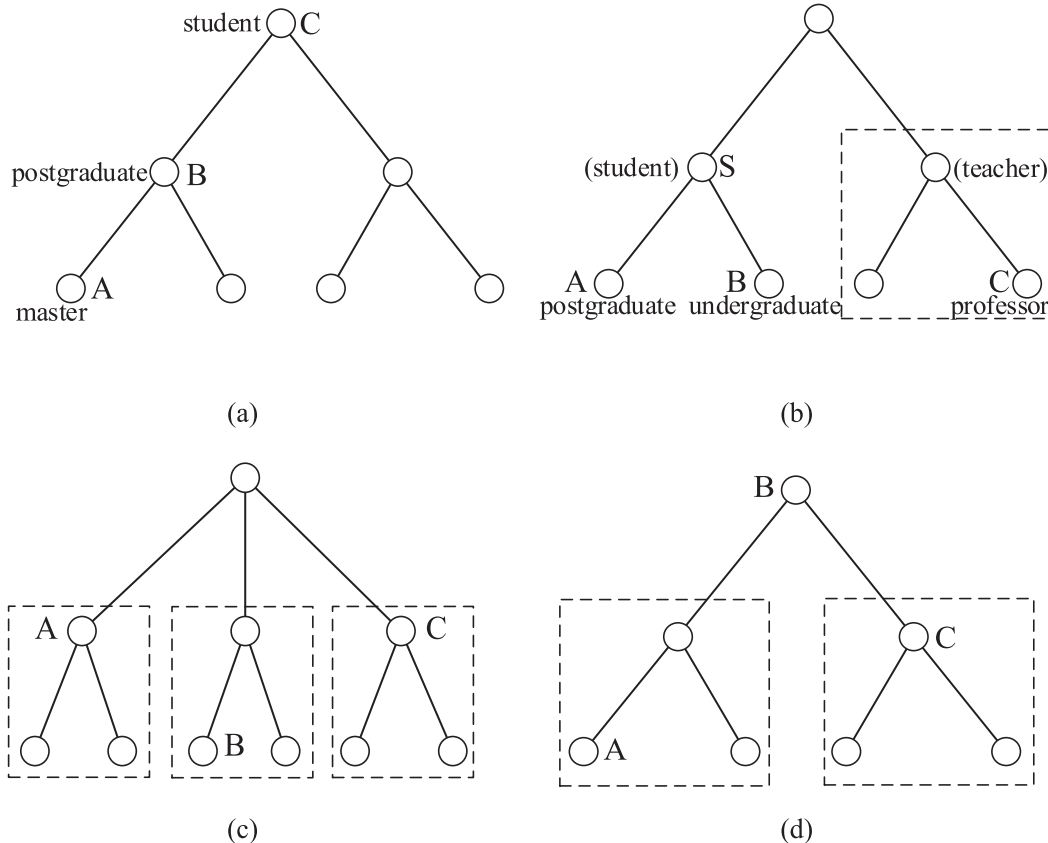 student C
postgraduate B
A
master
(a)
(student) S (teacher)
A B C
postgraduate undergraduate professor
(b)
A C
B
(c)
B
C
A
(d)